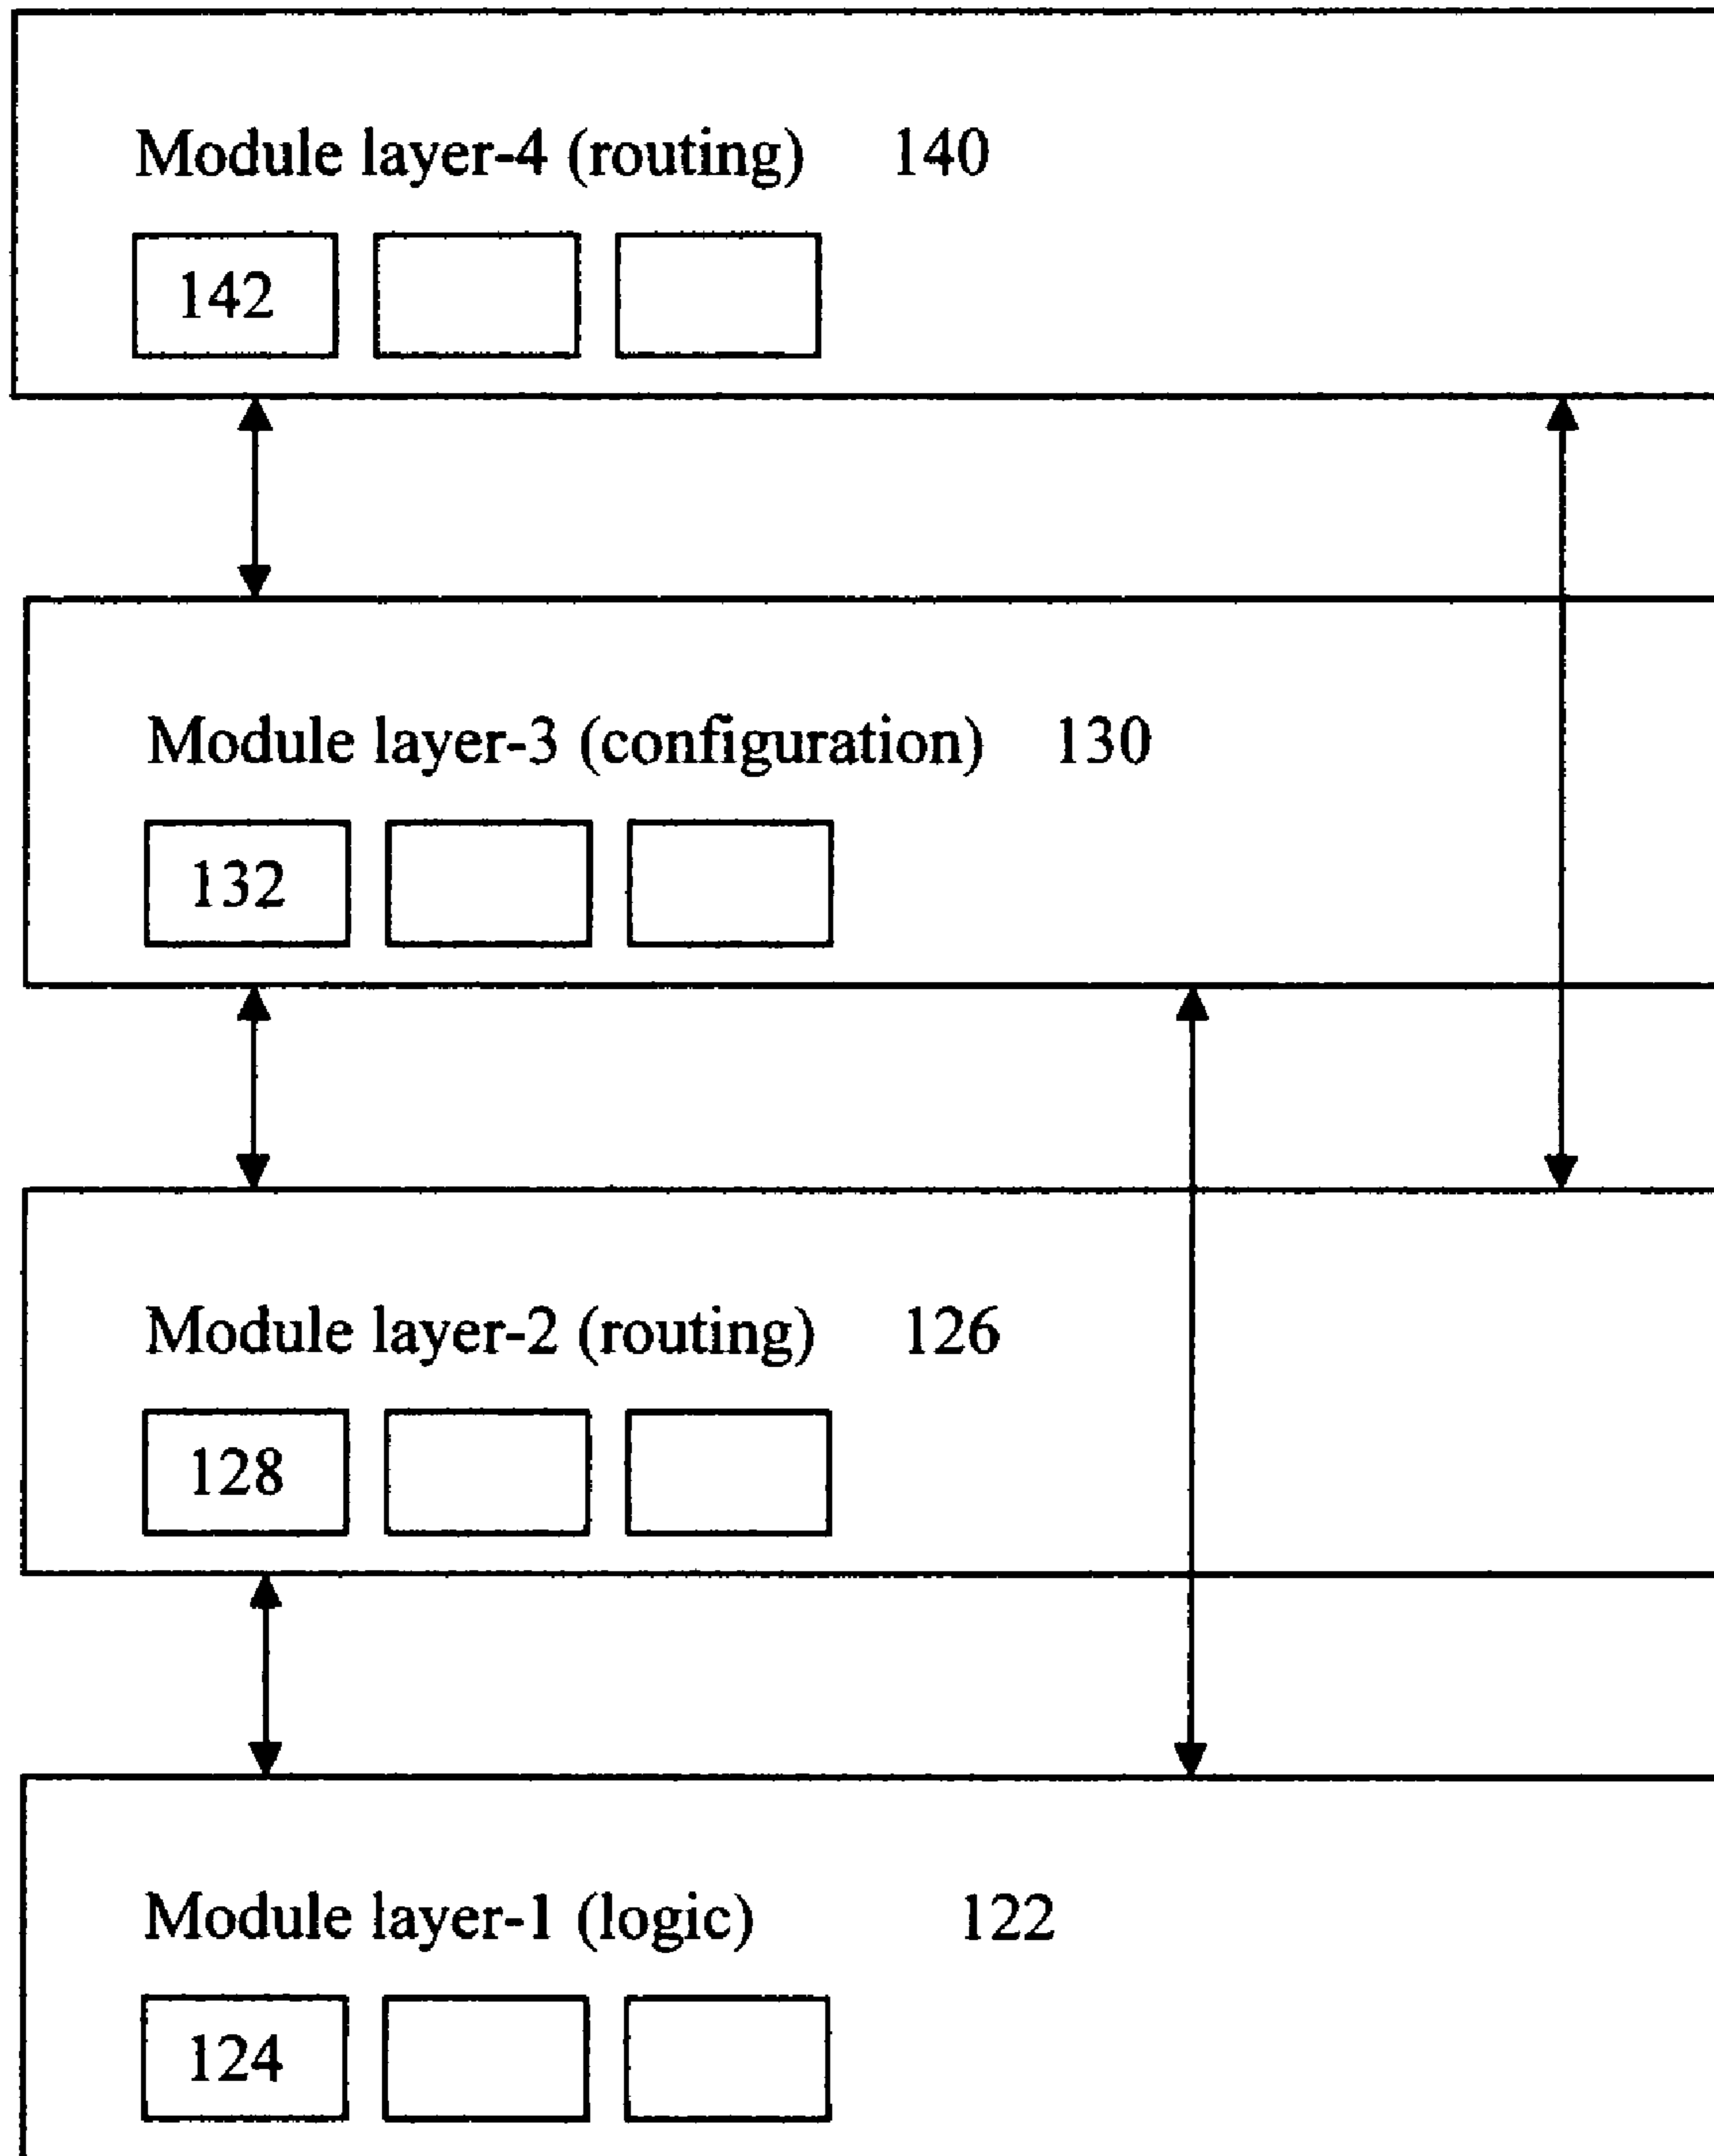 Module layer-4 (routing) 140
142
Module layer-3 (configuration) 130
132
Module layer-2 (routing) 126
128
Module layer-1 (logic) 122
124